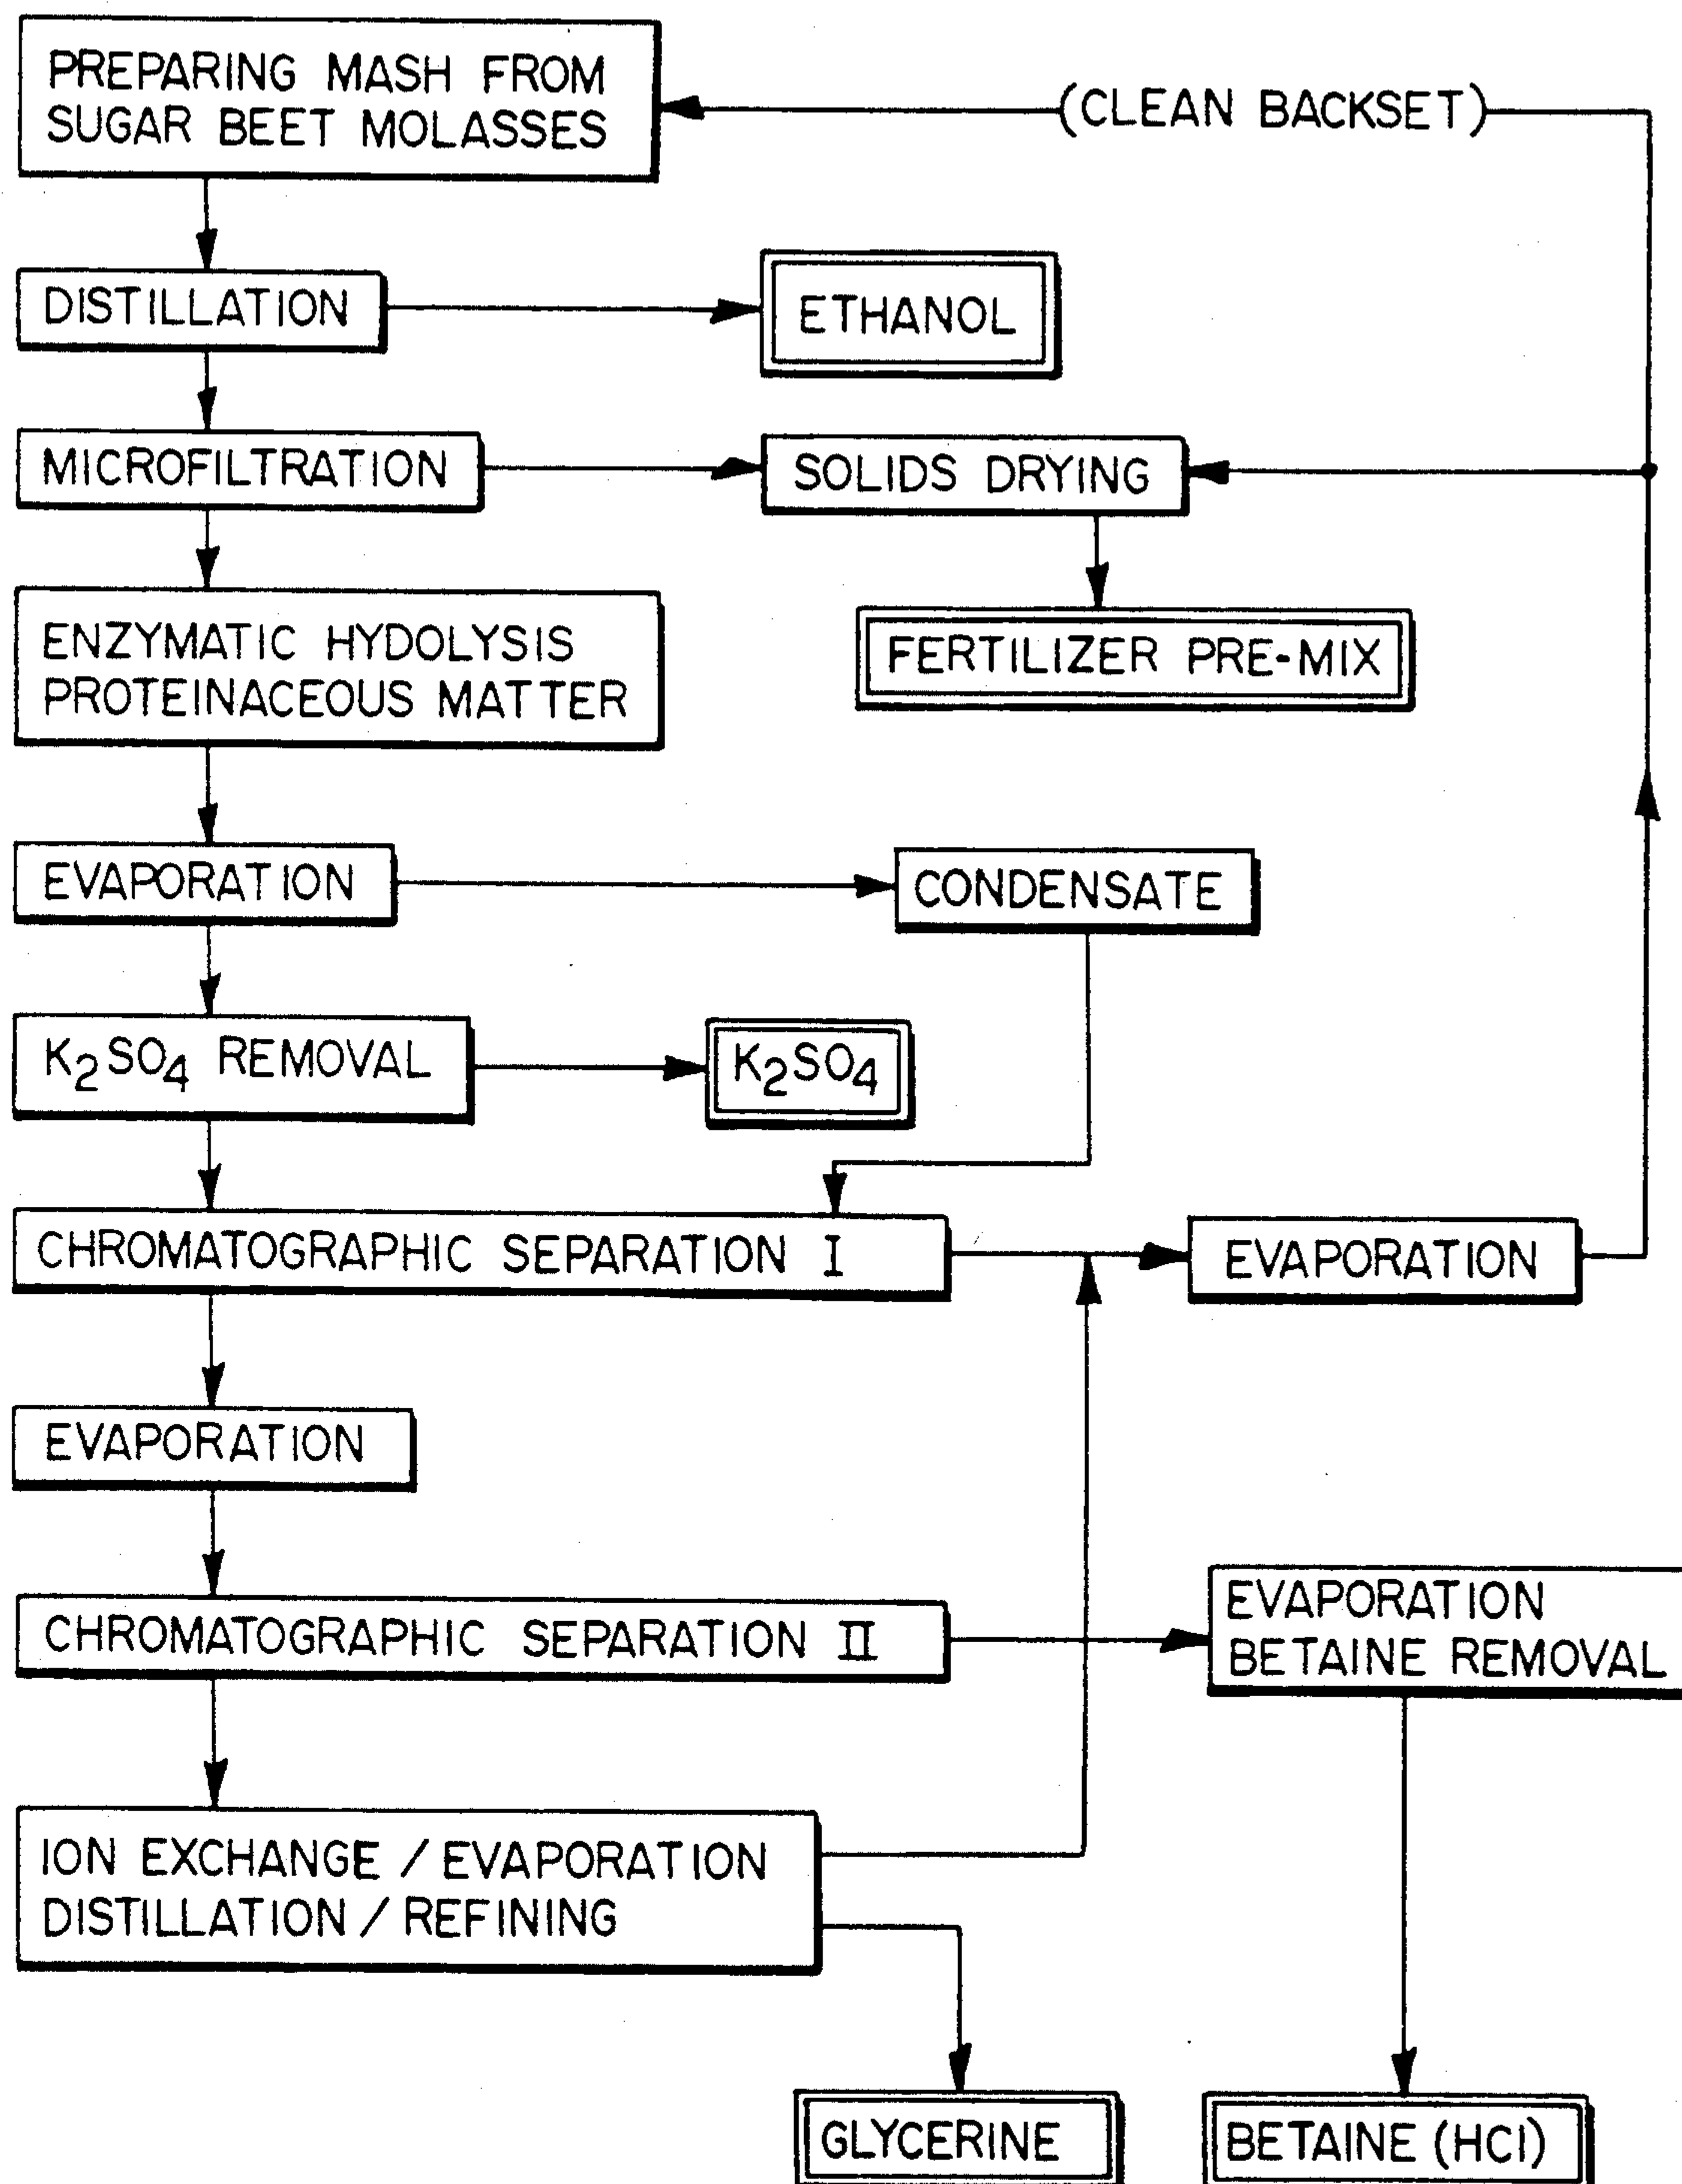 PREPARING MASH FROM
SUGAR BEET MOLASSES
(CLEAN BACKSET)
DISTILLATION
ETHANOL
MICROFILTRATION
SOLIDS DRYING
ENZYMATIC HYDOLYSIS
PROTEINACEOUS MATTER
FERTILIZER PRE-MIX
EVAPORATION
CONDENSATE
K2SO4 REMOVAL
K2SO4
CHROMATOGRAPHIC SEPARATION I
EVAPORATION
EVAPORATION
CHROMATOGRAPHIC SEPARATION II
EVAPORATION
BETAINE REMOVAL
ION EXCHANGE / EVAPORATION
DISTILLATION / REFINING
GLYCERINE
BETAINE (HCl)